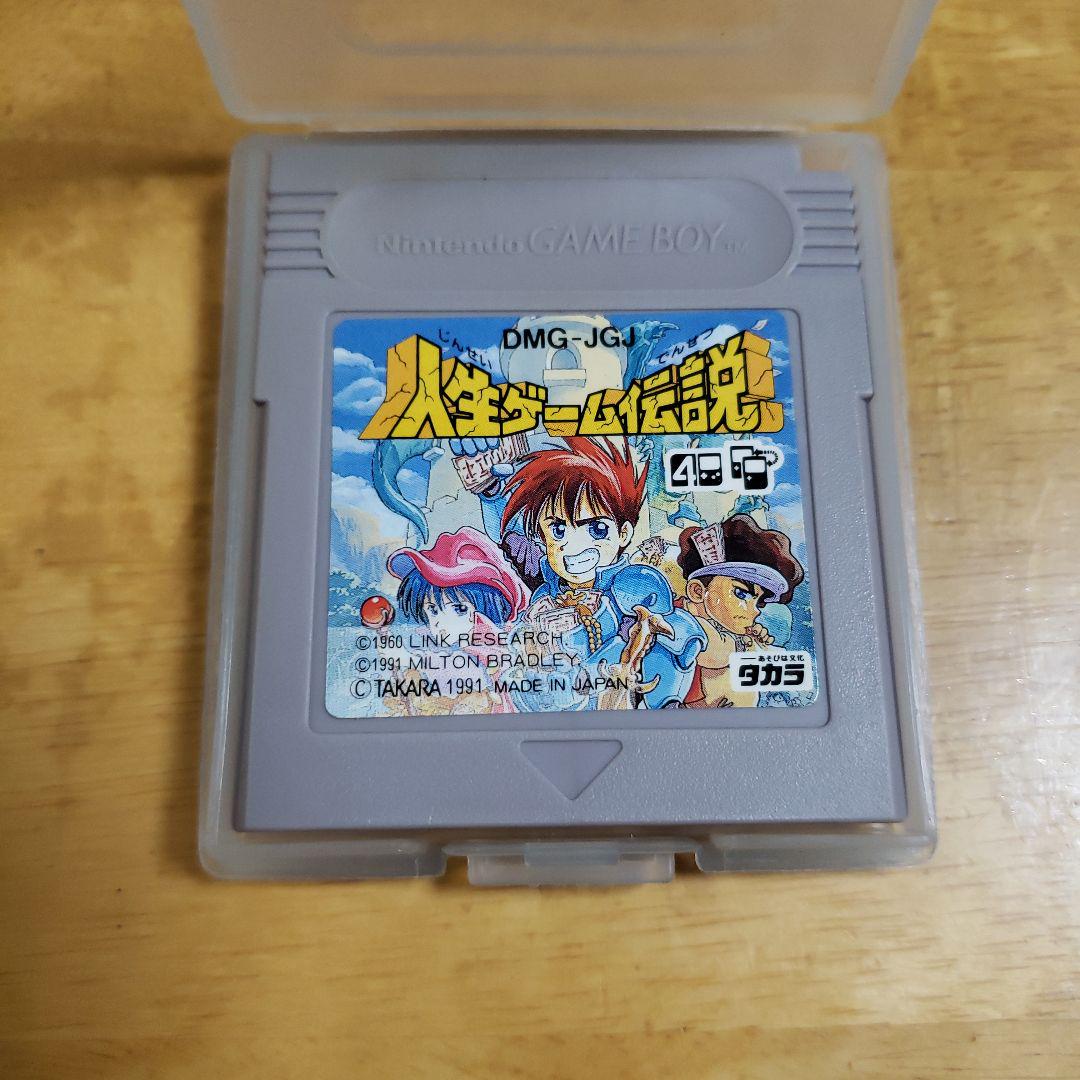 Nintendo GAME BOY™
DMG-JGJ
じんせい でんせつ
人生ゲーム伝説
4
©1960 LINK RESEARCH.
©1991 MILTON BRADLEY.
© TAKARA 1991 MADE IN JAPAN
あそびは文化
タカラ